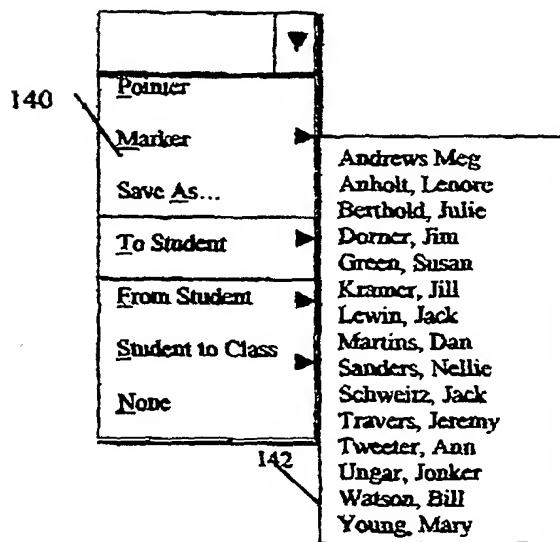 140
Pointer
Marker
Save As...
To Student
From Student
Student to Class
None
142
Andrews Meg
Anholt, Lenore
Berthold, Julie
Dorner, Jim
Green, Susan
Kramer, Jill
Lewin, Jack
Martins, Dan
Sanders, Nellie
Schweitz, Jack
Travers, Jeremy
Tweeter, Ann
Ungar, Jonker
Watson, Bill
Young, Mary